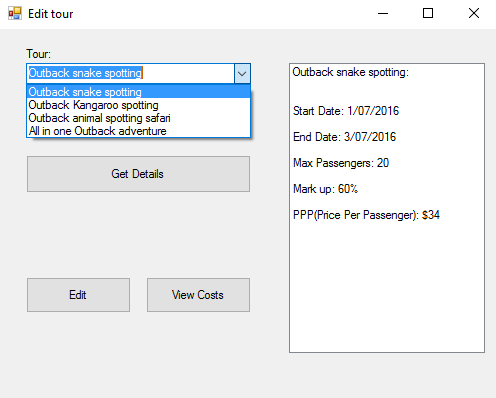 Edit tour
Tour:
Outback snake spotting
Outback snake spotting
Outback Kangaroo spotting
Outback animal spotting safari
All in one Outback adventure
Get Details
Edit
View Costs
Outback snake spotting:
Start Date: 1/07/2016
End Date: 3/07/2016
Max Passengers: 20
Mark up: 60%
PPP(Price Per Passenger): $34